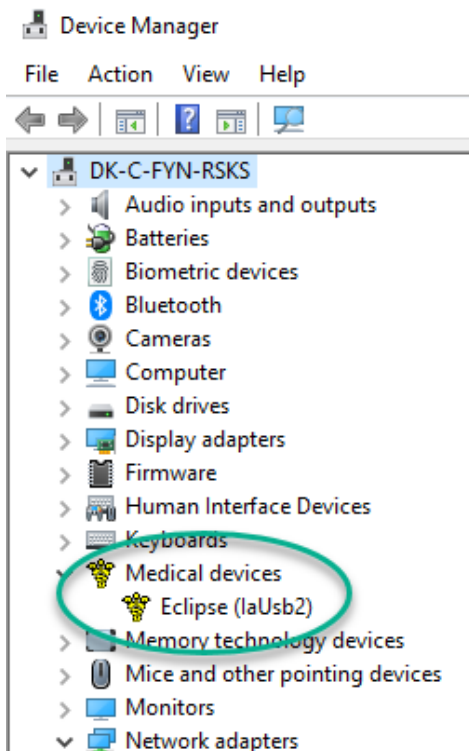 Device Manager
File Action View Help
DK-C-FYN-RSKS
Audio inputs and outputs
Batteries
Biometric devices
Bluetooth
Cameras
Computer
Disk drives
Display adapters
Firmware
Human Interface Devices
Keyboards
Medical devices
Eclipse (IaUsb2)
Memory technology devices
Mice and other pointing devices
Monitors
Network adapters